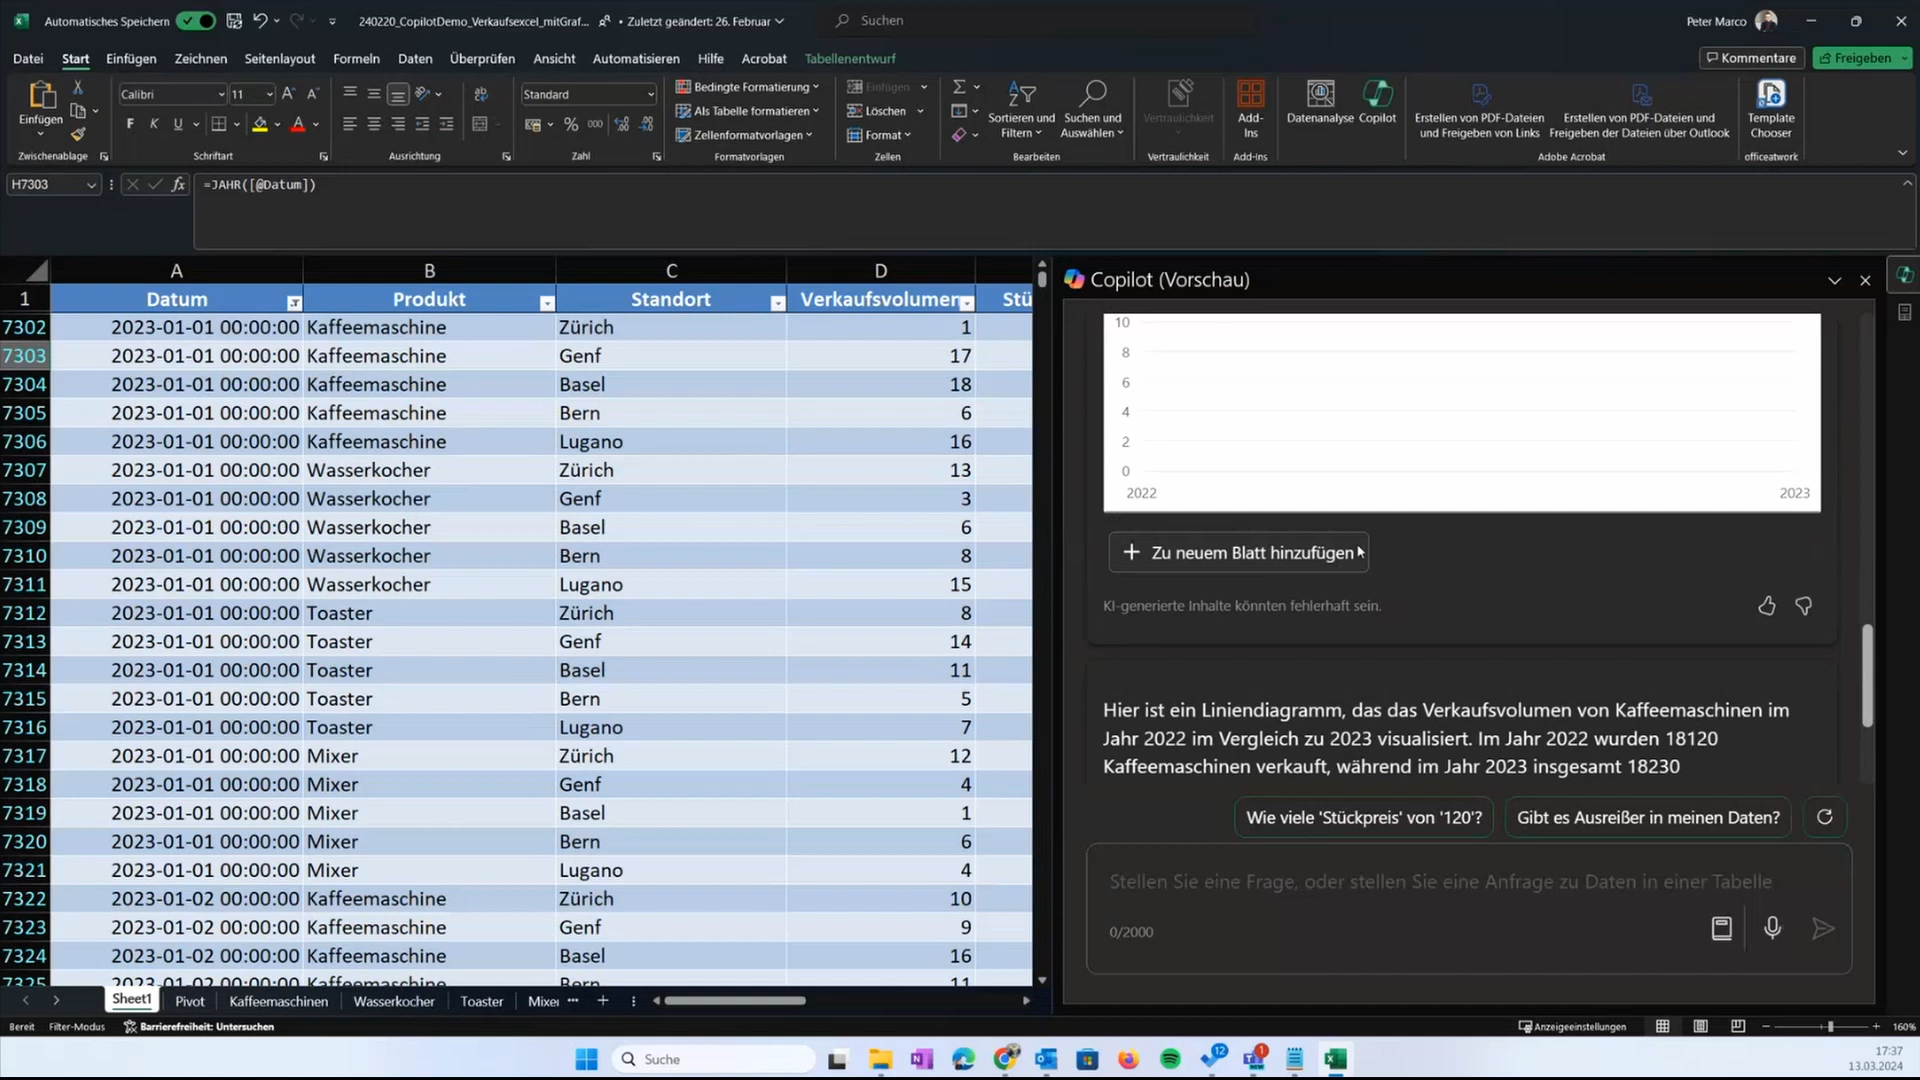 Automatisches Speichern
240220_CopilotDemo_Verkaufsexcel_mitGraf...
• Zuletzt geändert: 26. Februar
Suchen
Peter Marco
Datei Start Einfügen Zeichnen Seitenlayout Formeln Daten Überprüfen Ansicht Automatisieren Hilfe Acrobat Tabellenentwurf
Kommentare Freigeben
Einfügen
Zwischenablage
Calibri 11
F K U
Schriftart
Ausrichtung
Standard
% 000
Zahl
Bedingte Formatierung
Als Tabelle formatieren
Zellenformatvorlagen
Formatvorlagen
Einfügen
Löschen
Format
Zellen
Sortieren und
Filtern
Suchen und
Auswählen
Bearbeiten
Vertraulichkeit
Vertraulichkeit
Add-
Ins
Add-Ins
Datenanalyse Copilot
Erstellen von PDF-Dateien
und Freigeben von Links
Erstellen von PDF-Dateien und
Freigeben der Dateien über Outlook
Adobe Acrobat
Template
Chooser
officeatwork
H7303 fx =JAHR([@Datum])
A B C D
1 Datum Produkt Standort Verkaufsvolumen Stü
7302 2023-01-01 00:00:00 Kaffeemaschine Zürich 1
7303 2023-01-01 00:00:00 Kaffeemaschine Genf 17
7304 2023-01-01 00:00:00 Kaffeemaschine Basel 18
7305 2023-01-01 00:00:00 Kaffeemaschine Bern 6
7306 2023-01-01 00:00:00 Kaffeemaschine Lugano 16
7307 2023-01-01 00:00:00 Wasserkocher Zürich 13
7308 2023-01-01 00:00:00 Wasserkocher Genf 3
7309 2023-01-01 00:00:00 Wasserkocher Basel 6
7310 2023-01-01 00:00:00 Wasserkocher Bern 8
7311 2023-01-01 00:00:00 Wasserkocher Lugano 15
7312 2023-01-01 00:00:00 Toaster Zürich 8
7313 2023-01-01 00:00:00 Toaster Genf 14
7314 2023-01-01 00:00:00 Toaster Basel 11
7315 2023-01-01 00:00:00 Toaster Bern 5
7316 2023-01-01 00:00:00 Toaster Lugano 7
7317 2023-01-01 00:00:00 Mixer Zürich 12
7318 2023-01-01 00:00:00 Mixer Genf 4
7319 2023-01-01 00:00:00 Mixer Basel 1
7320 2023-01-01 00:00:00 Mixer Bern 6
7321 2023-01-01 00:00:00 Mixer Lugano 4
7322 2023-01-02 00:00:00 Kaffeemaschine Zürich 10
7323 2023-01-02 00:00:00 Kaffeemaschine Genf 9
7324 2023-01-02 00:00:00 Kaffeemaschine Basel 16
7325 2023-01-02 00:00:00 Kaffeemaschine Bern 11
Sheet1 Pivot Kaffeemaschinen Wasserkocher Toaster Mixer ...
Copilot (Vorschau)
10
8
6
4
2
0
2022 2023
Zu neuem Blatt hinzufügen
KI-generierte Inhalte könnten fehlerhaft sein.
Hier ist ein Liniendiagramm, das das Verkaufsvolumen von Kaffeemaschinen im
Jahr 2022 im Vergleich zu 2023 visualisiert. Im Jahr 2022 wurden 18120
Kaffeemaschinen verkauft, während im Jahr 2023 insgesamt 18230
Wie viele 'Stückpreis' von '120'?
Gibt es Ausreißer in meinen Daten?
Stellen Sie eine Frage, oder stellen Sie eine Anfrage zu Daten in einer Tabelle
0/2000
Bereit Filter-Modus Barrierefreiheit: Untersuchen
Anzeigeeinstellungen
160%
Suche
12
1
NEW
17:37
13.03.2024